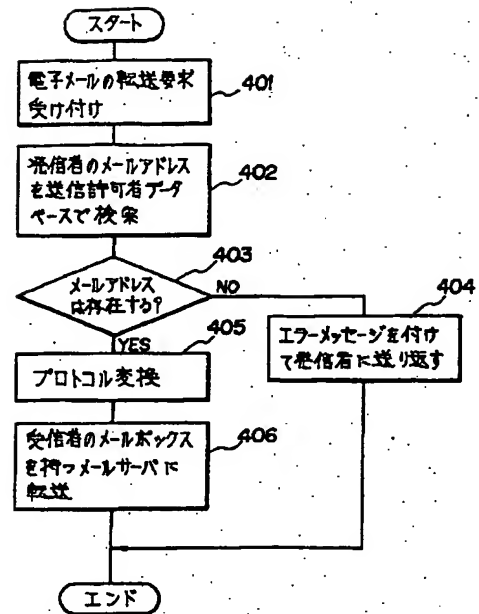 スタート
電子メールの転送要求
受け付け
401
発信者のメールアドレス
を送信許可者データ
ベースで検索
402
メールアドレス
は存在する?
403
NO
YES
404
エラーメッセージを付け
て発信者に送り返す
405
プロトコル変換
受信者のメールボックス
を持つメールサーバに
転送
406
エンド